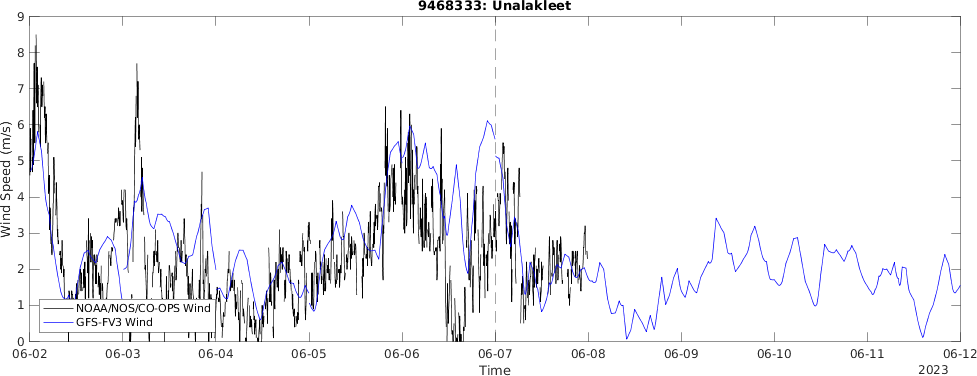 9468333: Unalakleet
9
8
7
6
5
4
3
2
1
0
Wind Speed (m/s)
NOAA/NOS/CO-OPS Wind
GFS-FV3 Wind
06-02 06-03 06-04 06-05 06-06 06-07 06-08 06-09 06-10 06-11 06-12
Time
2023